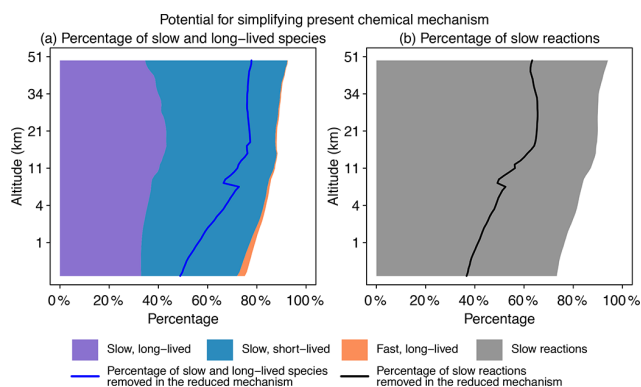 Potential for simplifying present chemical mechanism
(a) Percentage of slow and long-lived species
(b) Percentage of slow reactions
Altitude (km)
51
34
21
11
4
1
0 % 20 % 40 % 60 % 80 % 100 %
Percentage
Altitude (km)
51
34
21
11
4
1
0 % 20 % 40 % 60 % 80 % 100 %
Percentage
Slow, long-lived
Slow, short-lived
Fast, long-lived
Slow reactions
Percentage of slow and long-lived species
removed in the reduced mechanism
Percentage of slow reactions
removed in the reduced mechanism